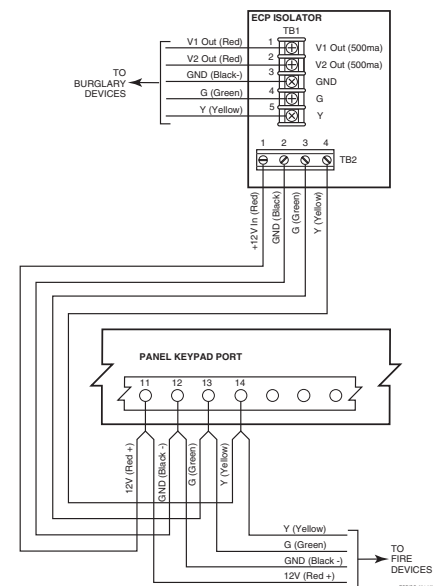 ECP ISOLATOR
TB1
V1 Out (Red) 1 V1 Out (500ma)
V2 Out (Red) 2 V2 Out (500ma)
GND (Black-) 3 GND
G (Green) 4 G
Y (Yellow) 5 Y
TO
BURGLARY
DEVICES
1 2 3 4
TB2
+12V In (Red)
GND (Black)
G (Green)
Y (Yellow)
PANEL KEYPAD PORT
11 12 13 14
12V (Red +)
GND (Black -)
G (Green)
Y (Yellow)
Y (Yellow)
G (Green)
GND (Black -)
12V (Red +)
TO
FIRE
DEVICES